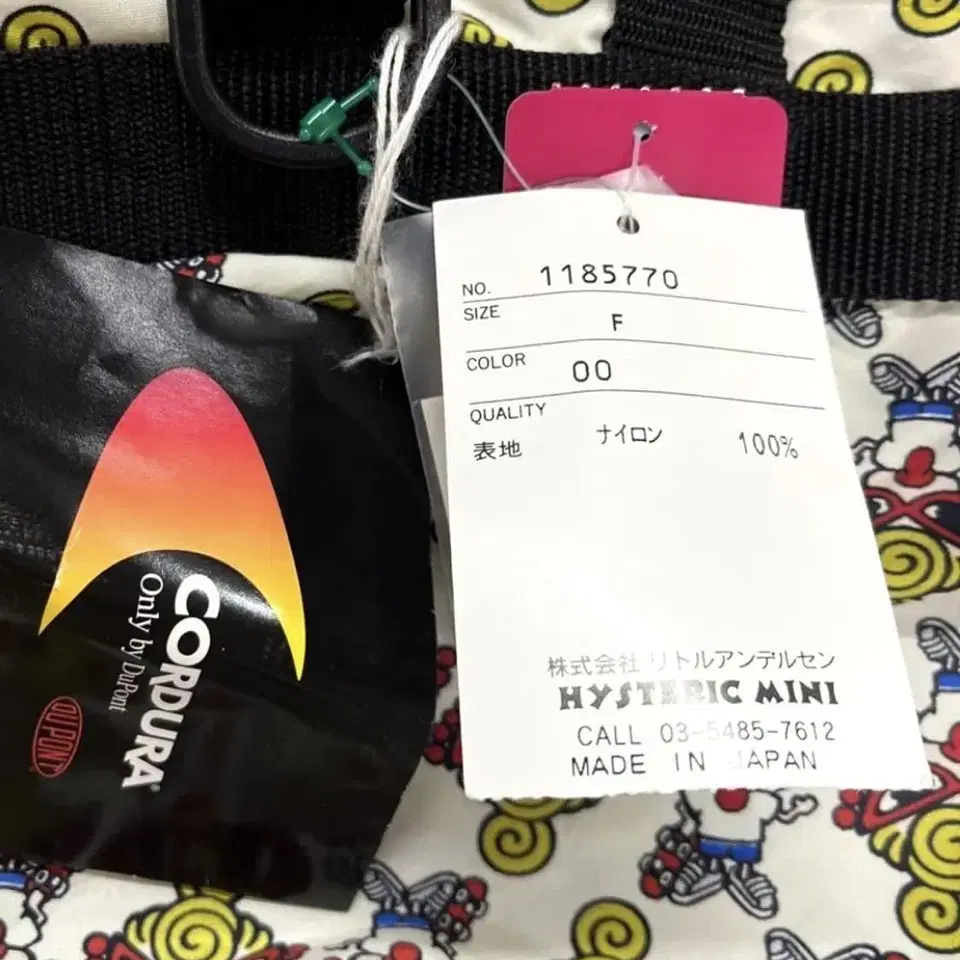 NO. 1185770
SIZE F
COLOR 00
QUALITY
表地 ナイロン 100%
株式会社 リトルアンデルセン
HYSTERIC MINI
CALL 03-5485-7612
MADE IN JAPAN
CORDURA
Only by DuPont
DUPONT